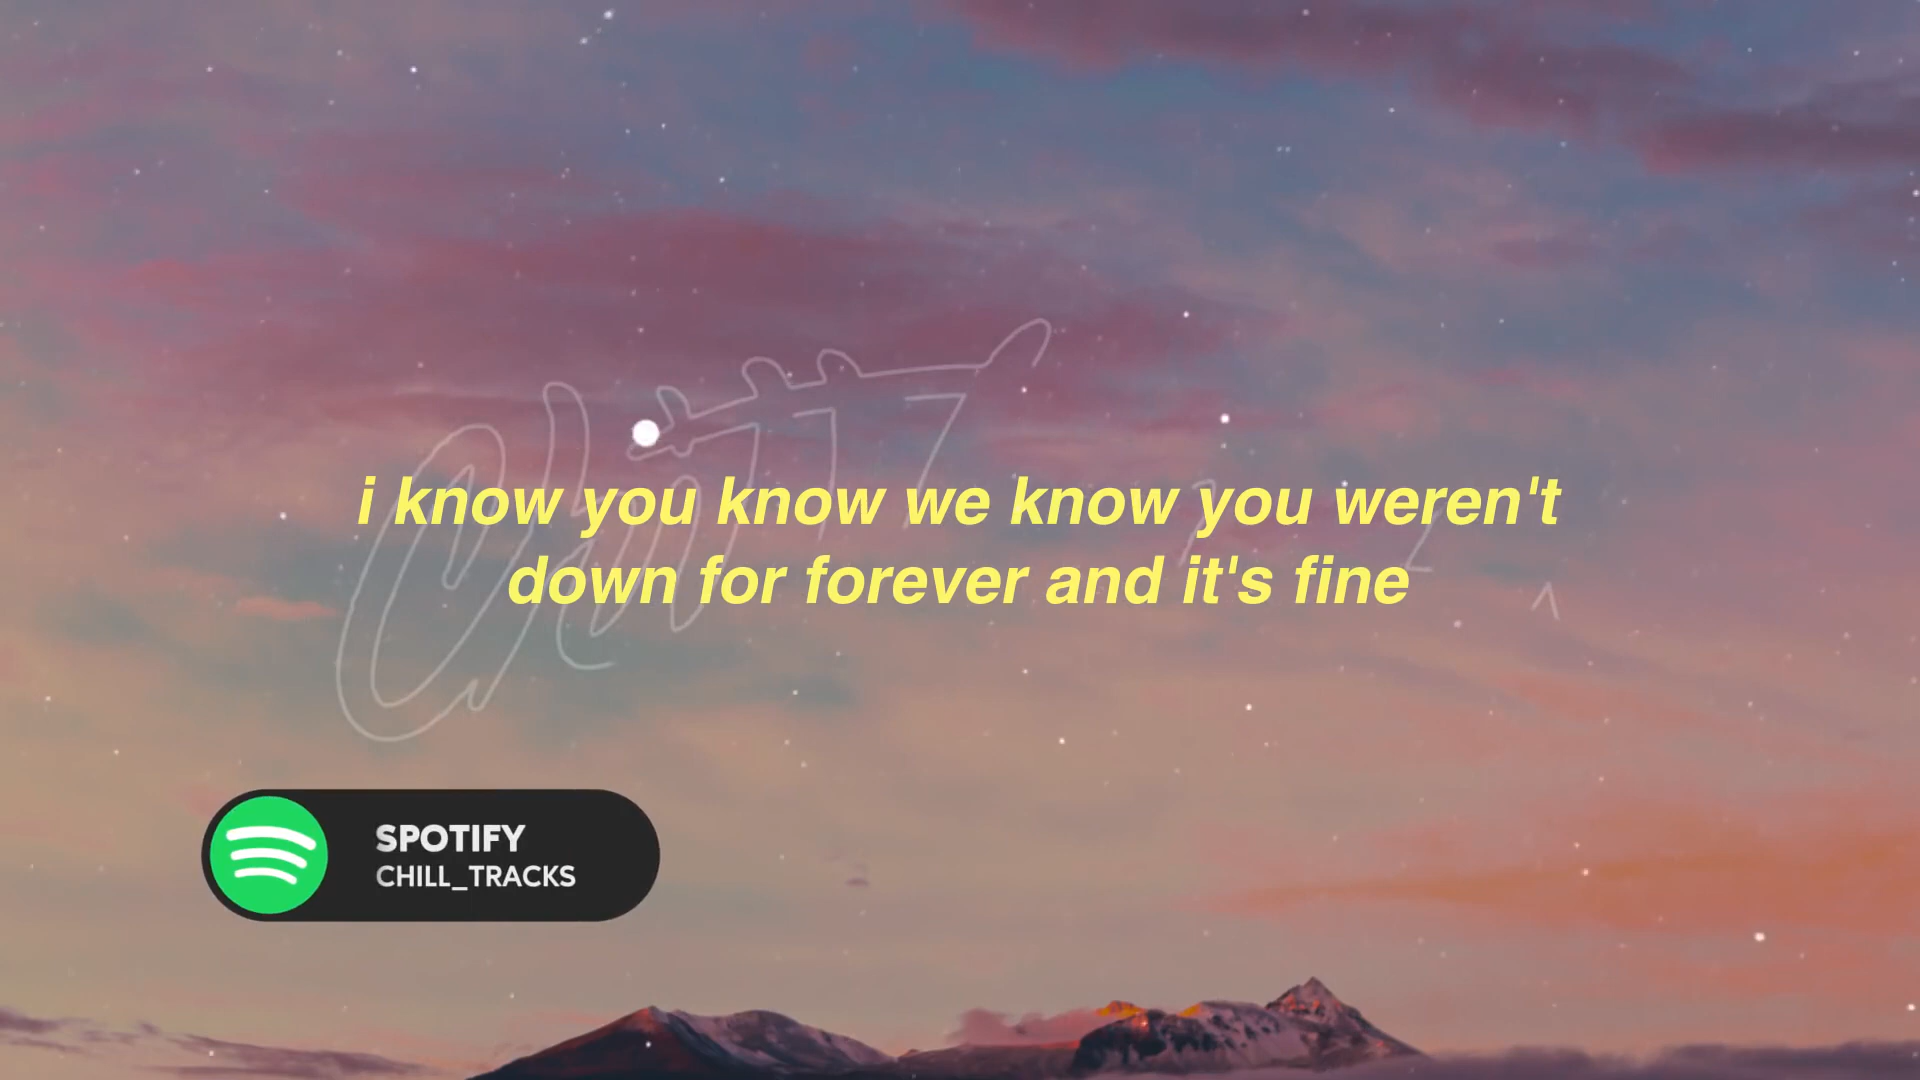 i know you know we know you weren't
down for forever and it's fine
SPOTIFY
CHILL_TRACKS